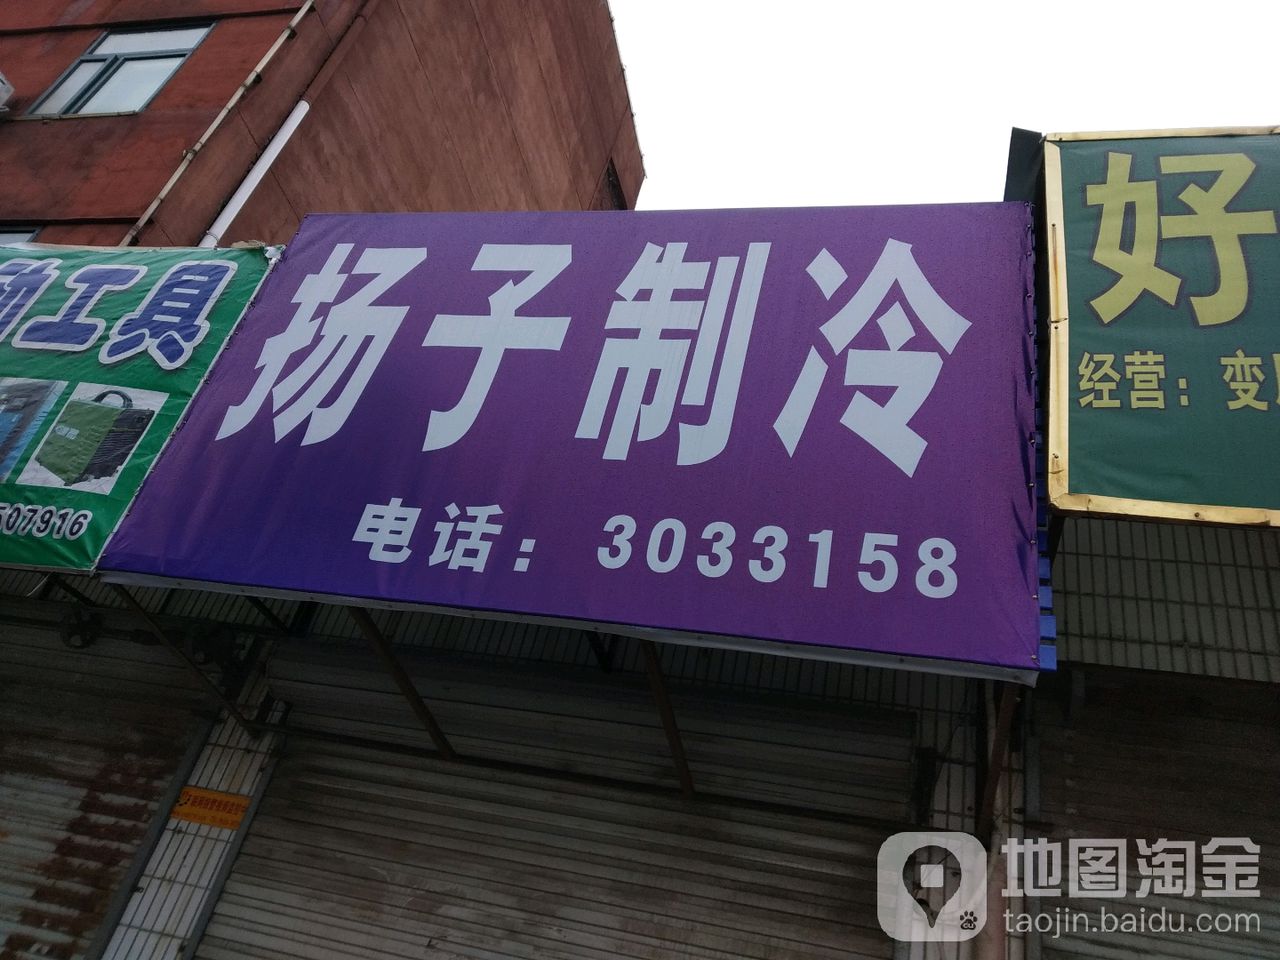 扬子制冷
电话：3033158
工具
507916
好
经营：变
地图淘金
taojin.baidu.com